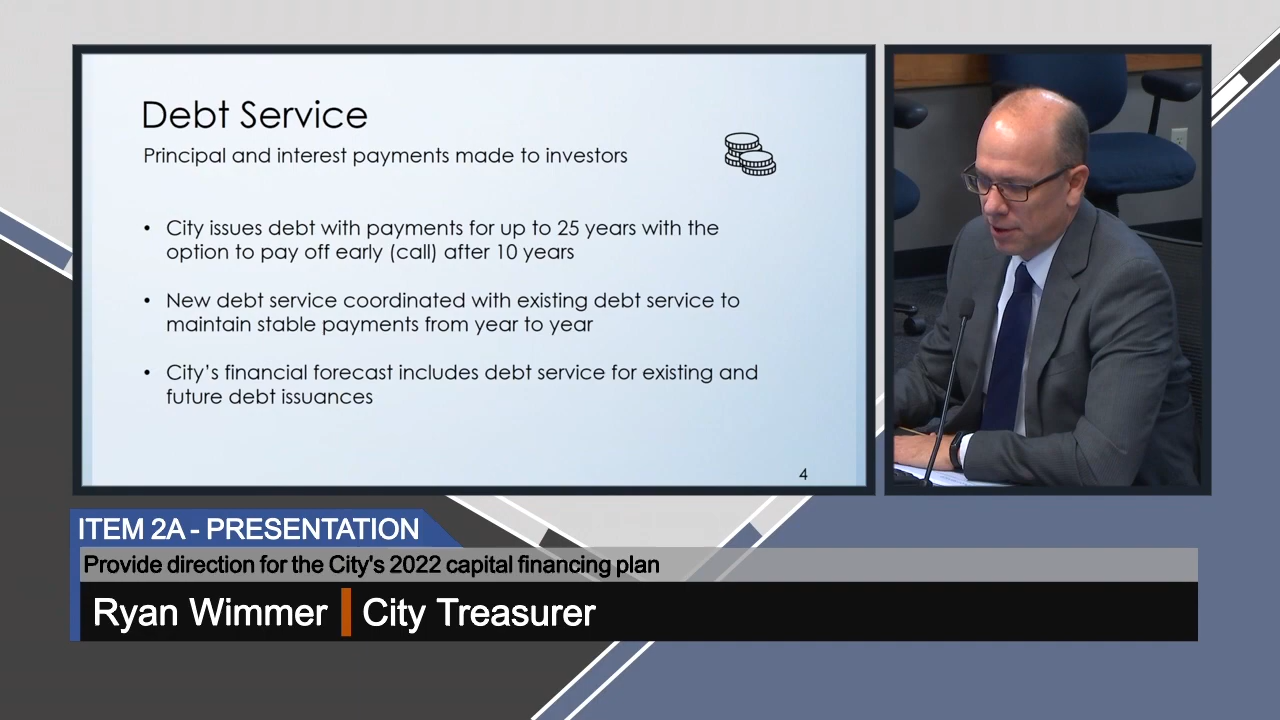 Debt Service
Principal and interest payments made to investors
• City issues debt with payments for up to 25 years with the
option to pay off early (call) after 10 years
• New debt service coordinated with existing debt service to
maintain stable payments from year to year
• City's financial forecast includes debt service for existing and
future debt issuances
4
ITEM 2A - PRESENTATION
Provide direction for the City's 2022 capital financing plan
Ryan Wimmer | City Treasurer